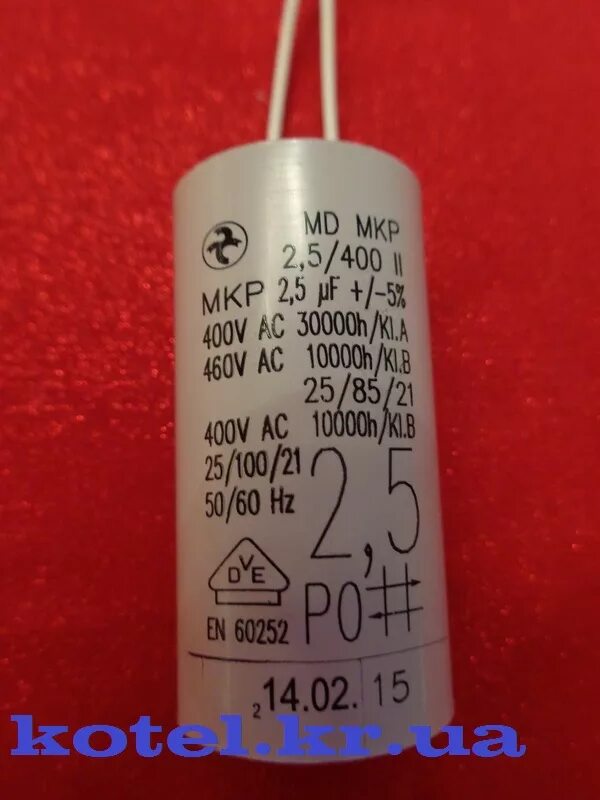 MD MKP
2,5/400 II
MKP 2,5 µF +/-5%
400V AC 30000h/Kl.A
460V AC 10000h/Kl.B
25/85/21
400V AC 10000h/Kl.B
25/100/21
50/60 Hz
2,5
DVE
EN 60252
P0#
2 14.02. 15
kotel.kr.ua